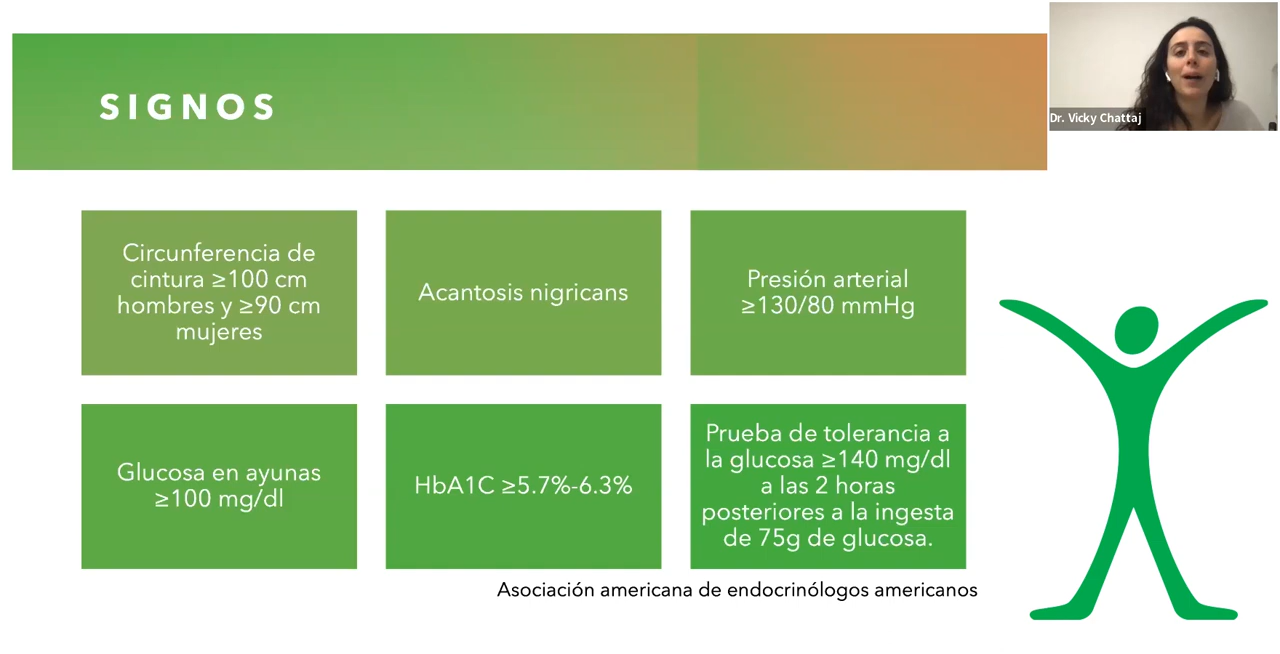 SIGNOS
Dr. Vicky Chattaj
Circunferencia de
cintura ≥100 cm
hombres y ≥90 cm
mujeres
Acantosis nigricans
Presión arterial
≥130/80 mmHg
Glucosa en ayunas
≥100 mg/dl
HbA1C ≥5.7%-6.3%
Prueba de tolerancia a
la glucosa ≥140 mg/dl
a las 2 horas
posteriores a la ingesta
de 75g de glucosa.
Asociación americana de endocrinólogos americanos